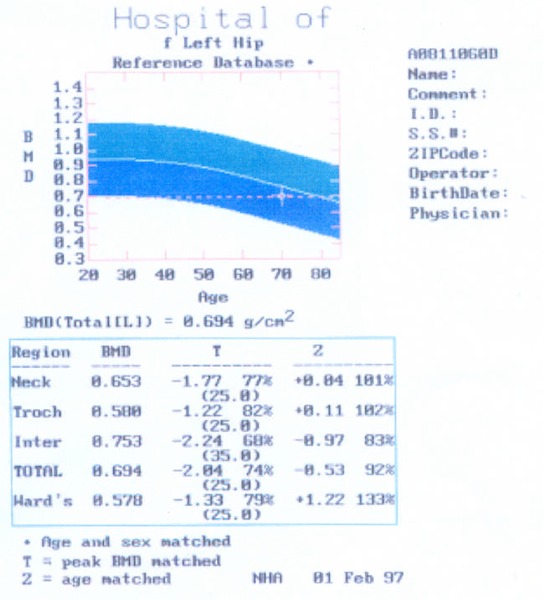 Hospital of
f Left Hip
Reference Database •
A0811060D
Name:
Comment:
I.D.:
S.S.#:
ZIPCode:
Operator:
BirthDate:
Physician:
1.4
1.3
1.2
1.1
1.0
0.9
0.8
0.7
0.6
0.5
0.4
0.3
BMD
20 30 40 50 60 70 80
Age
BMD(Total[L]) = 0.694 g/cm2
Region BMD T Z
Neck 0.653 -1.77 77% +0.04 101%
(25.0)
Troch 0.580 -1.22 82% +0.11 102%
(25.0)
Inter 0.753 -2.24 68% -0.97 83%
(35.0)
TOTAL 0.694 -2.04 74% -0.53 92%
(25.0)
Ward's 0.578 -1.33 79% +1.22 133%
(25.0)
• Age and sex matched
T = peak BMD matched
Z = age matched NHA 01 Feb 97